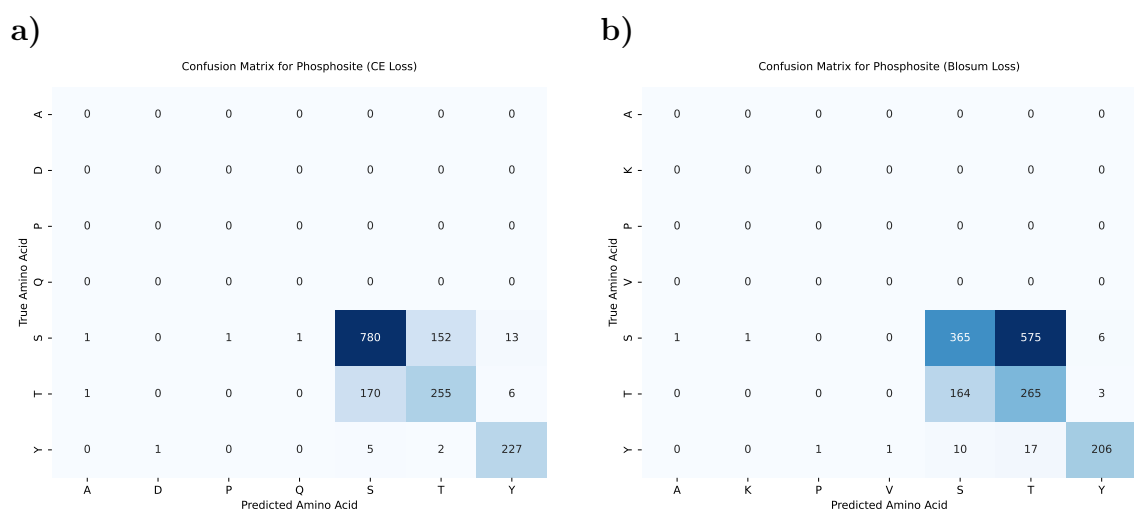 a)
Confusion Matrix for Phosphosite (CE Loss)
True Amino Acid
A 0 0 0 0 0 0 0
D 0 0 0 0 0 0 0
P 0 0 0 0 0 0 0
Q 0 0 0 0 0 0 0
S 1 0 1 1 780 152 13
T 1 0 0 0 170 255 6
Y 0 1 0 0 5 2 227
A D P Q S T Y
Predicted Amino Acid
b)
Confusion Matrix for Phosphosite (Blosum Loss)
True Amino Acid
A 0 0 0 0 0 0 0
K 0 0 0 0 0 0 0
P 0 0 0 0 0 0 0
V 0 0 0 0 0 0 0
S 1 1 0 0 365 575 6
T 0 0 0 0 164 265 3
Y 0 0 1 1 10 17 206
A K P V S T Y
Predicted Amino Acid